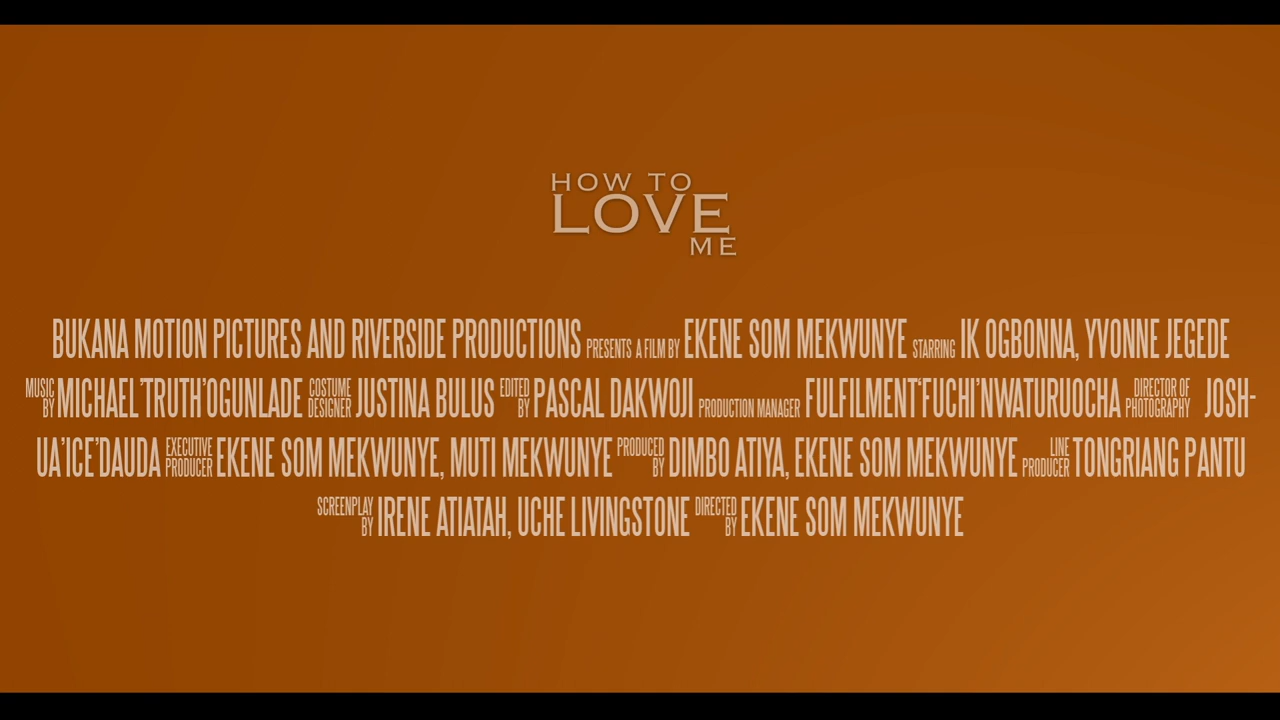 HOW TO
LOVE
ME
BUKANA MOTION PICTURES AND RIVERSIDE PRODUCTIONS PRESENTS A FILM BY EKENE SOM MEKWUNYE STARRING IK OGBONNA, YVONNE JEGEDE
MUSIC BY MICHAEL'TRUTH'OGUNLADE COSTUME DESIGNER JUSTINA BULUS EDITED BY PASCAL DAKWOJI PRODUCTION MANAGER FULFILMENT'FUCHI'NWATURUOCHA DIRECTOR OF PHOTOGRAPHY JOSH-
UA'ICE'DAUDA EXECUTIVE PRODUCER EKENE SOM MEKWUNYE, MUTI MEKWUNYE PRODUCED BY DIMBO ATIYA, EKENE SOM MEKWUNYE LINE PRODUCER TONGRIANG PANTU
SCREENPLAY BY IRENE ATIATAH, UCHE LIVINGSTONE DIRECTED BY EKENE SOM MEKWUNYE